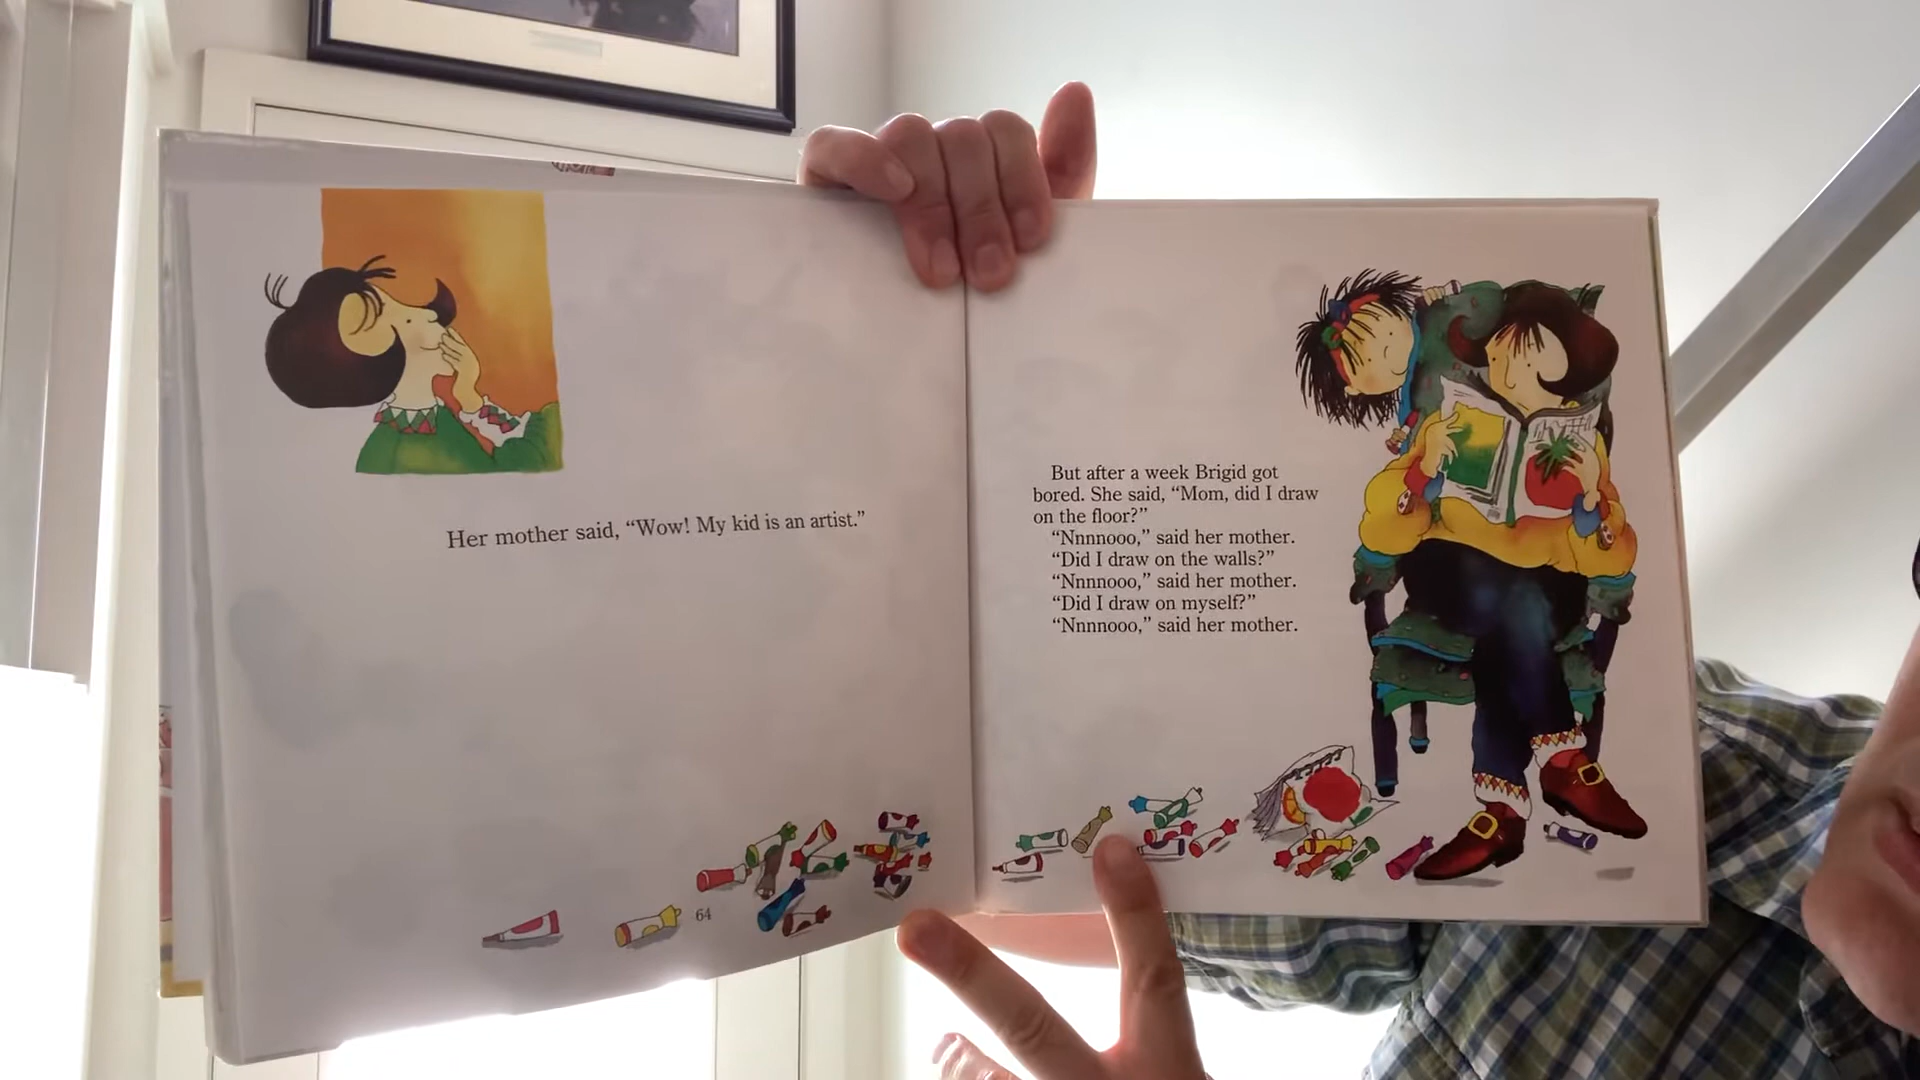 Her mother said, “Wow! My kid is an artist.”
64
But after a week Brigid got
bored. She said, “Mom, did I draw
on the floor?”
“Nnnnooo,” said her mother.
“Did I draw on the walls?”
“Nnnnooo,” said her mother.
“Did I draw on myself?”
“Nnnnooo,” said her mother.